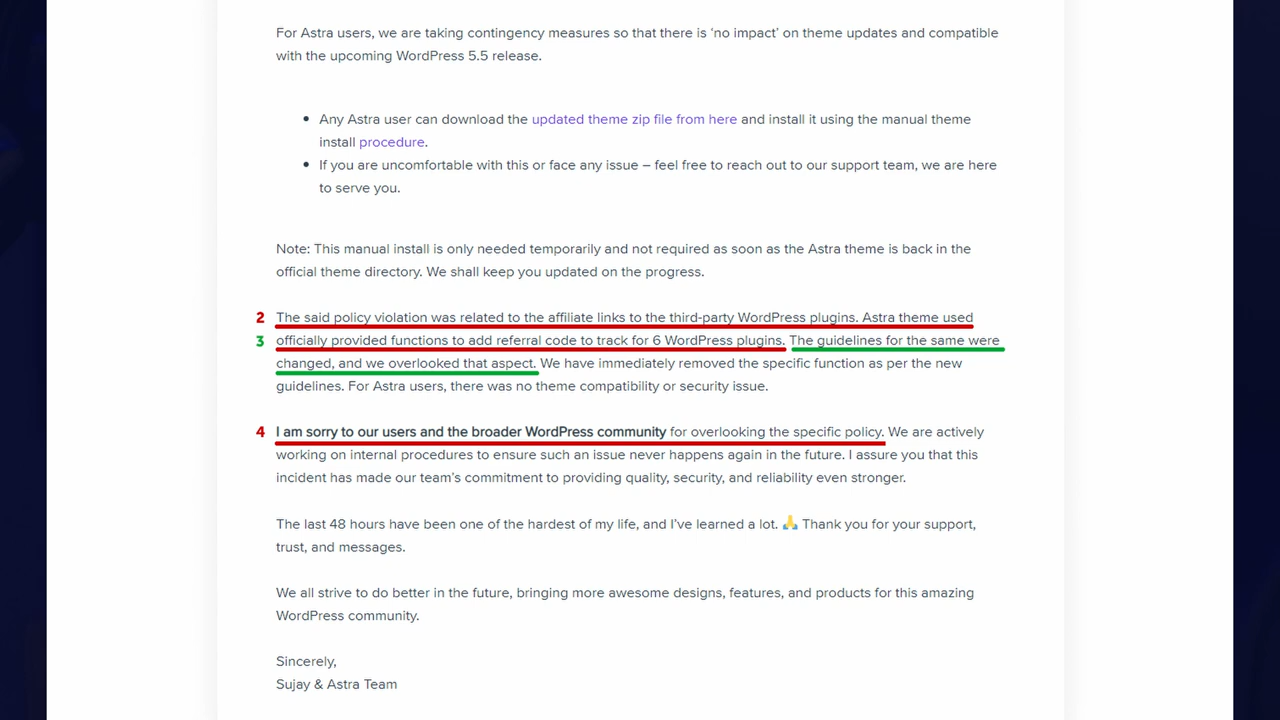 For Astra users, we are taking contingency measures so that there is ‘no impact’ on theme updates and compatible
with the upcoming WordPress 5.5 release.
• Any Astra user can download the updated theme zip file from here and install it using the manual theme
install procedure.
• If you are uncomfortable with this or face any issue – feel free to reach out to our support team, we are here
to serve you.
Note: This manual install is only needed temporarily and not required as soon as the Astra theme is back in the
official theme directory. We shall keep you updated on the progress.
2 The said policy violation was related to the affiliate links to the third-party WordPress plugins. Astra theme used
3 officially provided functions to add referral code to track for 6 WordPress plugins. The guidelines for the same were
changed, and we overlooked that aspect. We have immediately removed the specific function as per the new
guidelines. For Astra users, there was no theme compatibility or security issue.
4 I am sorry to our users and the broader WordPress community for overlooking the specific policy. We are actively
working on internal procedures to ensure such an issue never happens again in the future. I assure you that this
incident has made our team’s commitment to providing quality, security, and reliability even stronger.
The last 48 hours have been one of the hardest of my life, and I’ve learned a lot. 🙏 Thank you for your support,
trust, and messages.
We all strive to do better in the future, bringing more awesome designs, features, and products for this amazing
WordPress community.
Sincerely,
Sujay & Astra Team